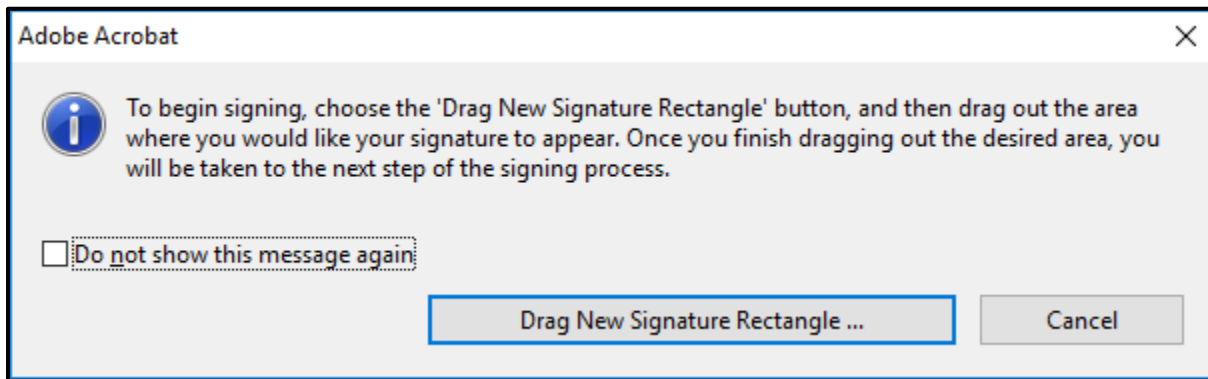 Adobe Acrobat
To begin signing, choose the 'Drag New Signature Rectangle' button, and then drag out the area
where you would like your signature to appear. Once you finish dragging out the desired area, you
will be taken to the next step of the signing process.
Do not show this message again
Drag New Signature Rectangle ...
Cancel